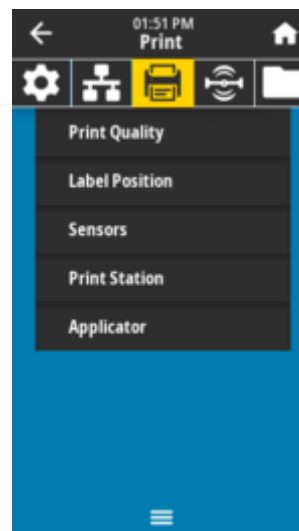 01:51 PM
Print
Print Quality
Label Position
Sensors
Print Station
Applicator